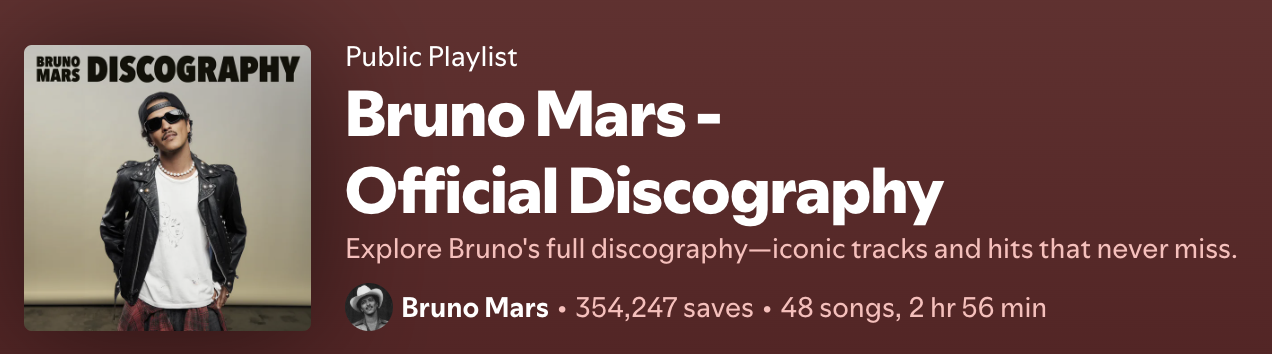 BRUNO MARS DISCOGRAPHY
Public Playlist
Bruno Mars -
Official Discography
Explore Bruno's full discography—iconic tracks and hits that never miss.
Bruno Mars • 354,247 saves • 48 songs, 2 hr 56 min